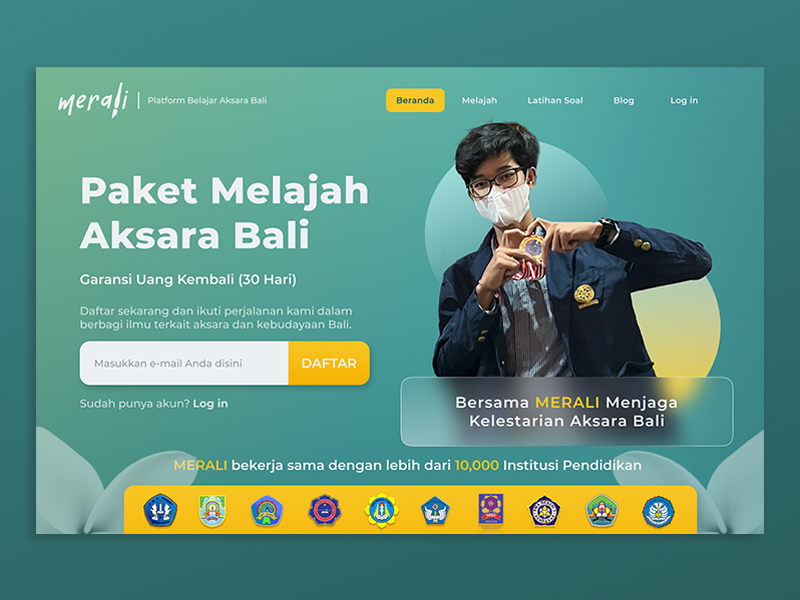 merali | Platform Belajar Aksara Bali
Beranda Melajah Latihan Soal Blog Log in
Paket Melajah
Aksara Bali
Garansi Uang Kembali (30 Hari)
Daftar sekarang dan ikuti perjalanan kami dalam
berbagi ilmu terkait aksara dan kebudayaan Bali.
Masukkan e-mail Anda disini DAFTAR
Sudah punya akun? Log in
Bersama MERALI Menjaga
Kelestarian Aksara Bali
MERALI bekerja sama dengan lebih dari 10,000 Institusi Pendidikan